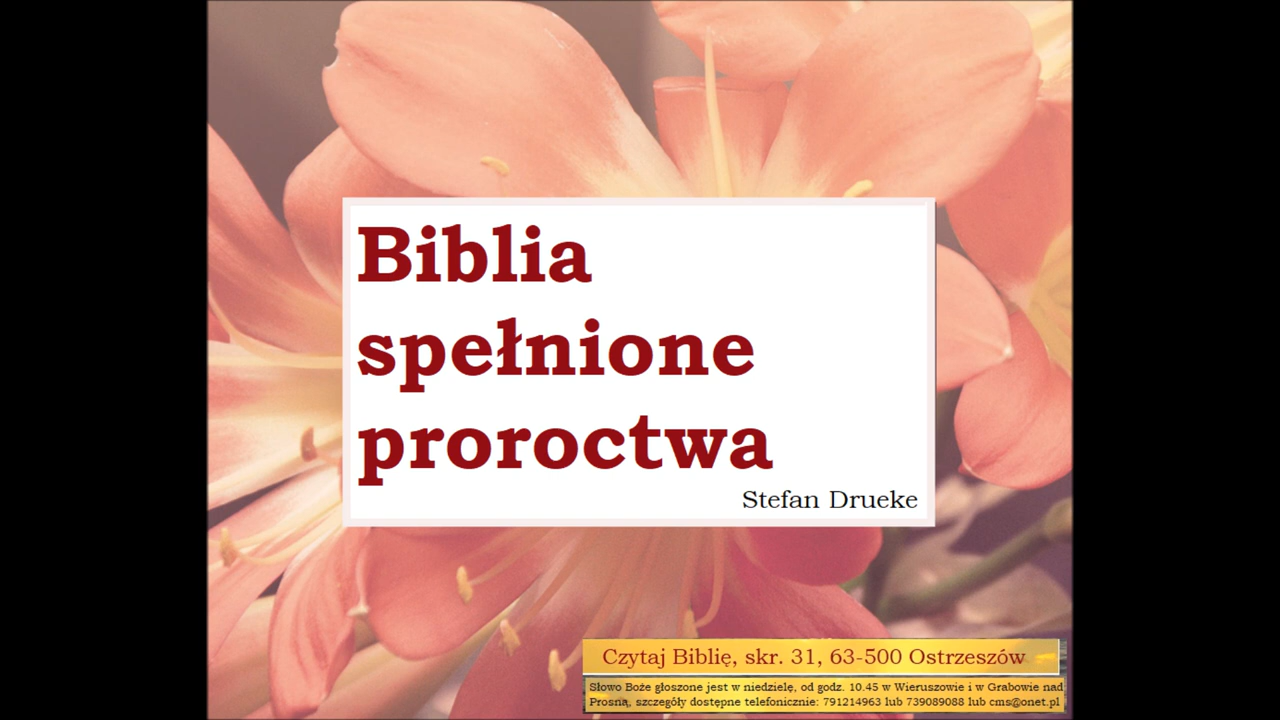 Biblia
spełnione
proroctwa
Stefan Drueke
Czytaj Biblię, skr. 31, 63-500 Ostrzeszów
Słowo Boże głoszone jest w niedzielę, od godz. 10.45 w Wieruszowie i w Grabowie nad
Prosną, szczegóły dostępne telefonicznie: 791214963 lub 739089088 lub cms@onet.pl